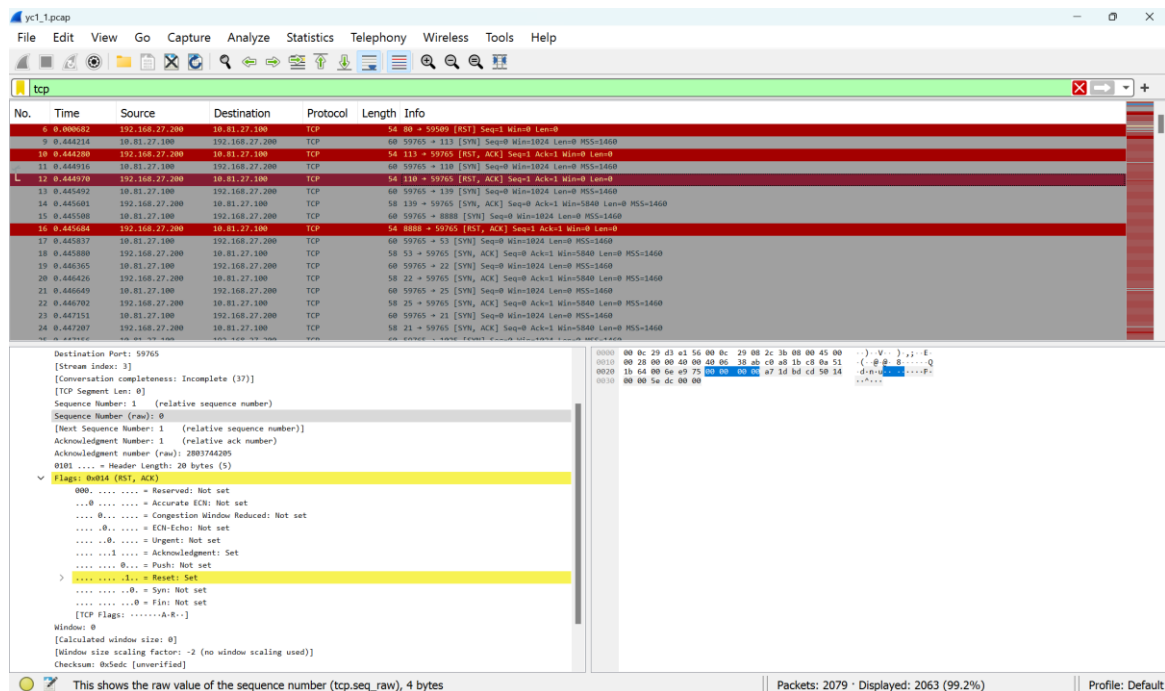 yc1_1.pcap
File Edit View Go Capture Analyze Statistics Telephony Wireless Tools Help
tcp
No. Time Source Destination Protocol Length Info
6 0.000682 192.168.27.200 10.81.27.100 TCP 54 80 → 59509 [RST] Seq=1 Win=0 Len=0
9 0.444214 10.81.27.100 192.168.27.200 TCP 60 59765 → 113 [SYN] Seq=0 Win=1024 Len=0 MSS=1460
10 0.444280 192.168.27.200 10.81.27.100 TCP 54 113 → 59765 [RST, ACK] Seq=1 Ack=1 Win=0 Len=0
11 0.444916 10.81.27.100 192.168.27.200 TCP 60 59765 → 110 [SYN] Seq=0 Win=1024 Len=0 MSS=1460
12 0.444970 192.168.27.200 10.81.27.100 TCP 54 110 → 59765 [RST, ACK] Seq=1 Ack=1 Win=0 Len=0
13 0.445492 10.81.27.100 192.168.27.200 TCP 60 59765 → 139 [SYN] Seq=0 Win=1024 Len=0 MSS=1460
14 0.445601 192.168.27.200 10.81.27.100 TCP 58 139 → 59765 [SYN, ACK] Seq=0 Ack=1 Win=5840 Len=0 MSS=1460
15 0.445508 10.81.27.100 192.168.27.200 TCP 60 59765 → 8888 [SYN] Seq=0 Win=1024 Len=0 MSS=1460
16 0.445684 192.168.27.200 10.81.27.100 TCP 54 8888 → 59765 [RST, ACK] Seq=1 Ack=1 Win=0 Len=0
17 0.445837 10.81.27.100 192.168.27.200 TCP 60 59765 → 53 [SYN] Seq=0 Win=1024 Len=0 MSS=1460
18 0.445880 192.168.27.200 10.81.27.100 TCP 58 53 → 59765 [SYN, ACK] Seq=0 Ack=1 Win=5840 Len=0 MSS=1460
19 0.446365 10.81.27.100 192.168.27.200 TCP 60 59765 → 22 [SYN] Seq=0 Win=1024 Len=0 MSS=1460
20 0.446426 192.168.27.200 10.81.27.100 TCP 58 22 → 59765 [SYN, ACK] Seq=0 Ack=1 Win=5840 Len=0 MSS=1460
21 0.446649 10.81.27.100 192.168.27.200 TCP 60 59765 → 25 [SYN] Seq=0 Win=1024 Len=0 MSS=1460
22 0.446702 192.168.27.200 10.81.27.100 TCP 58 25 → 59765 [SYN, ACK] Seq=0 Ack=1 Win=5840 Len=0 MSS=1460
23 0.447151 10.81.27.100 192.168.27.200 TCP 60 59765 → 21 [SYN] Seq=0 Win=1024 Len=0 MSS=1460
24 0.447207 192.168.27.200 10.81.27.100 TCP 58 21 → 59765 [SYN, ACK] Seq=0 Ack=1 Win=5840 Len=0 MSS=1460
Destination Port: 59765
[Stream index: 3]
[Conversation completeness: Incomplete (37)]
[TCP Segment Len: 0]
Sequence Number: 1 (relative sequence number)
Sequence Number (raw): 0
[Next Sequence Number: 1 (relative sequence number)]
Acknowledgment Number: 1 (relative ack number)
Acknowledgment number (raw): 2803744205
0101 .... = Header Length: 20 bytes (5)
Flags: 0x014 (RST, ACK)
000. .... .... = Reserved: Not set
...0 .... .... = Accurate ECN: Not set
.... 0... .... = Congestion Window Reduced: Not set
.... .0.. .... = ECN-Echo: Not set
.... ..0. .... = Urgent: Not set
.... ...1 .... = Acknowledgment: Set
.... .... 0... = Push: Not set
.... .... .1.. = Reset: Set
.... .... ..0. = Syn: Not set
.... .... ...0 = Fin: Not set
[TCP Flags: ·······A·R··]
Window: 0
[Calculated window size: 0]
[Window size scaling factor: -2 (no window scaling used)]
Checksum: 0x5edc [unverified]
0000 00 0c 29 d3 e1 56 00 0c 29 08 2c 3b 08 00 45 00 ··)··V·· )·,;··E·
0010 00 28 00 00 40 00 40 06 38 ab c0 a8 1b c8 0a 51 ·(··@·@· 8······Q
0020 1b 64 00 6e e9 75 00 00 00 00 a7 1d bd cd 50 14 ·d·n·u·· ······P·
0030 00 00 5e dc 00 00 ··^···
This shows the raw value of the sequence number (tcp.seq_raw), 4 bytes
Packets: 2079 · Displayed: 2063 (99.2%)
Profile: Default